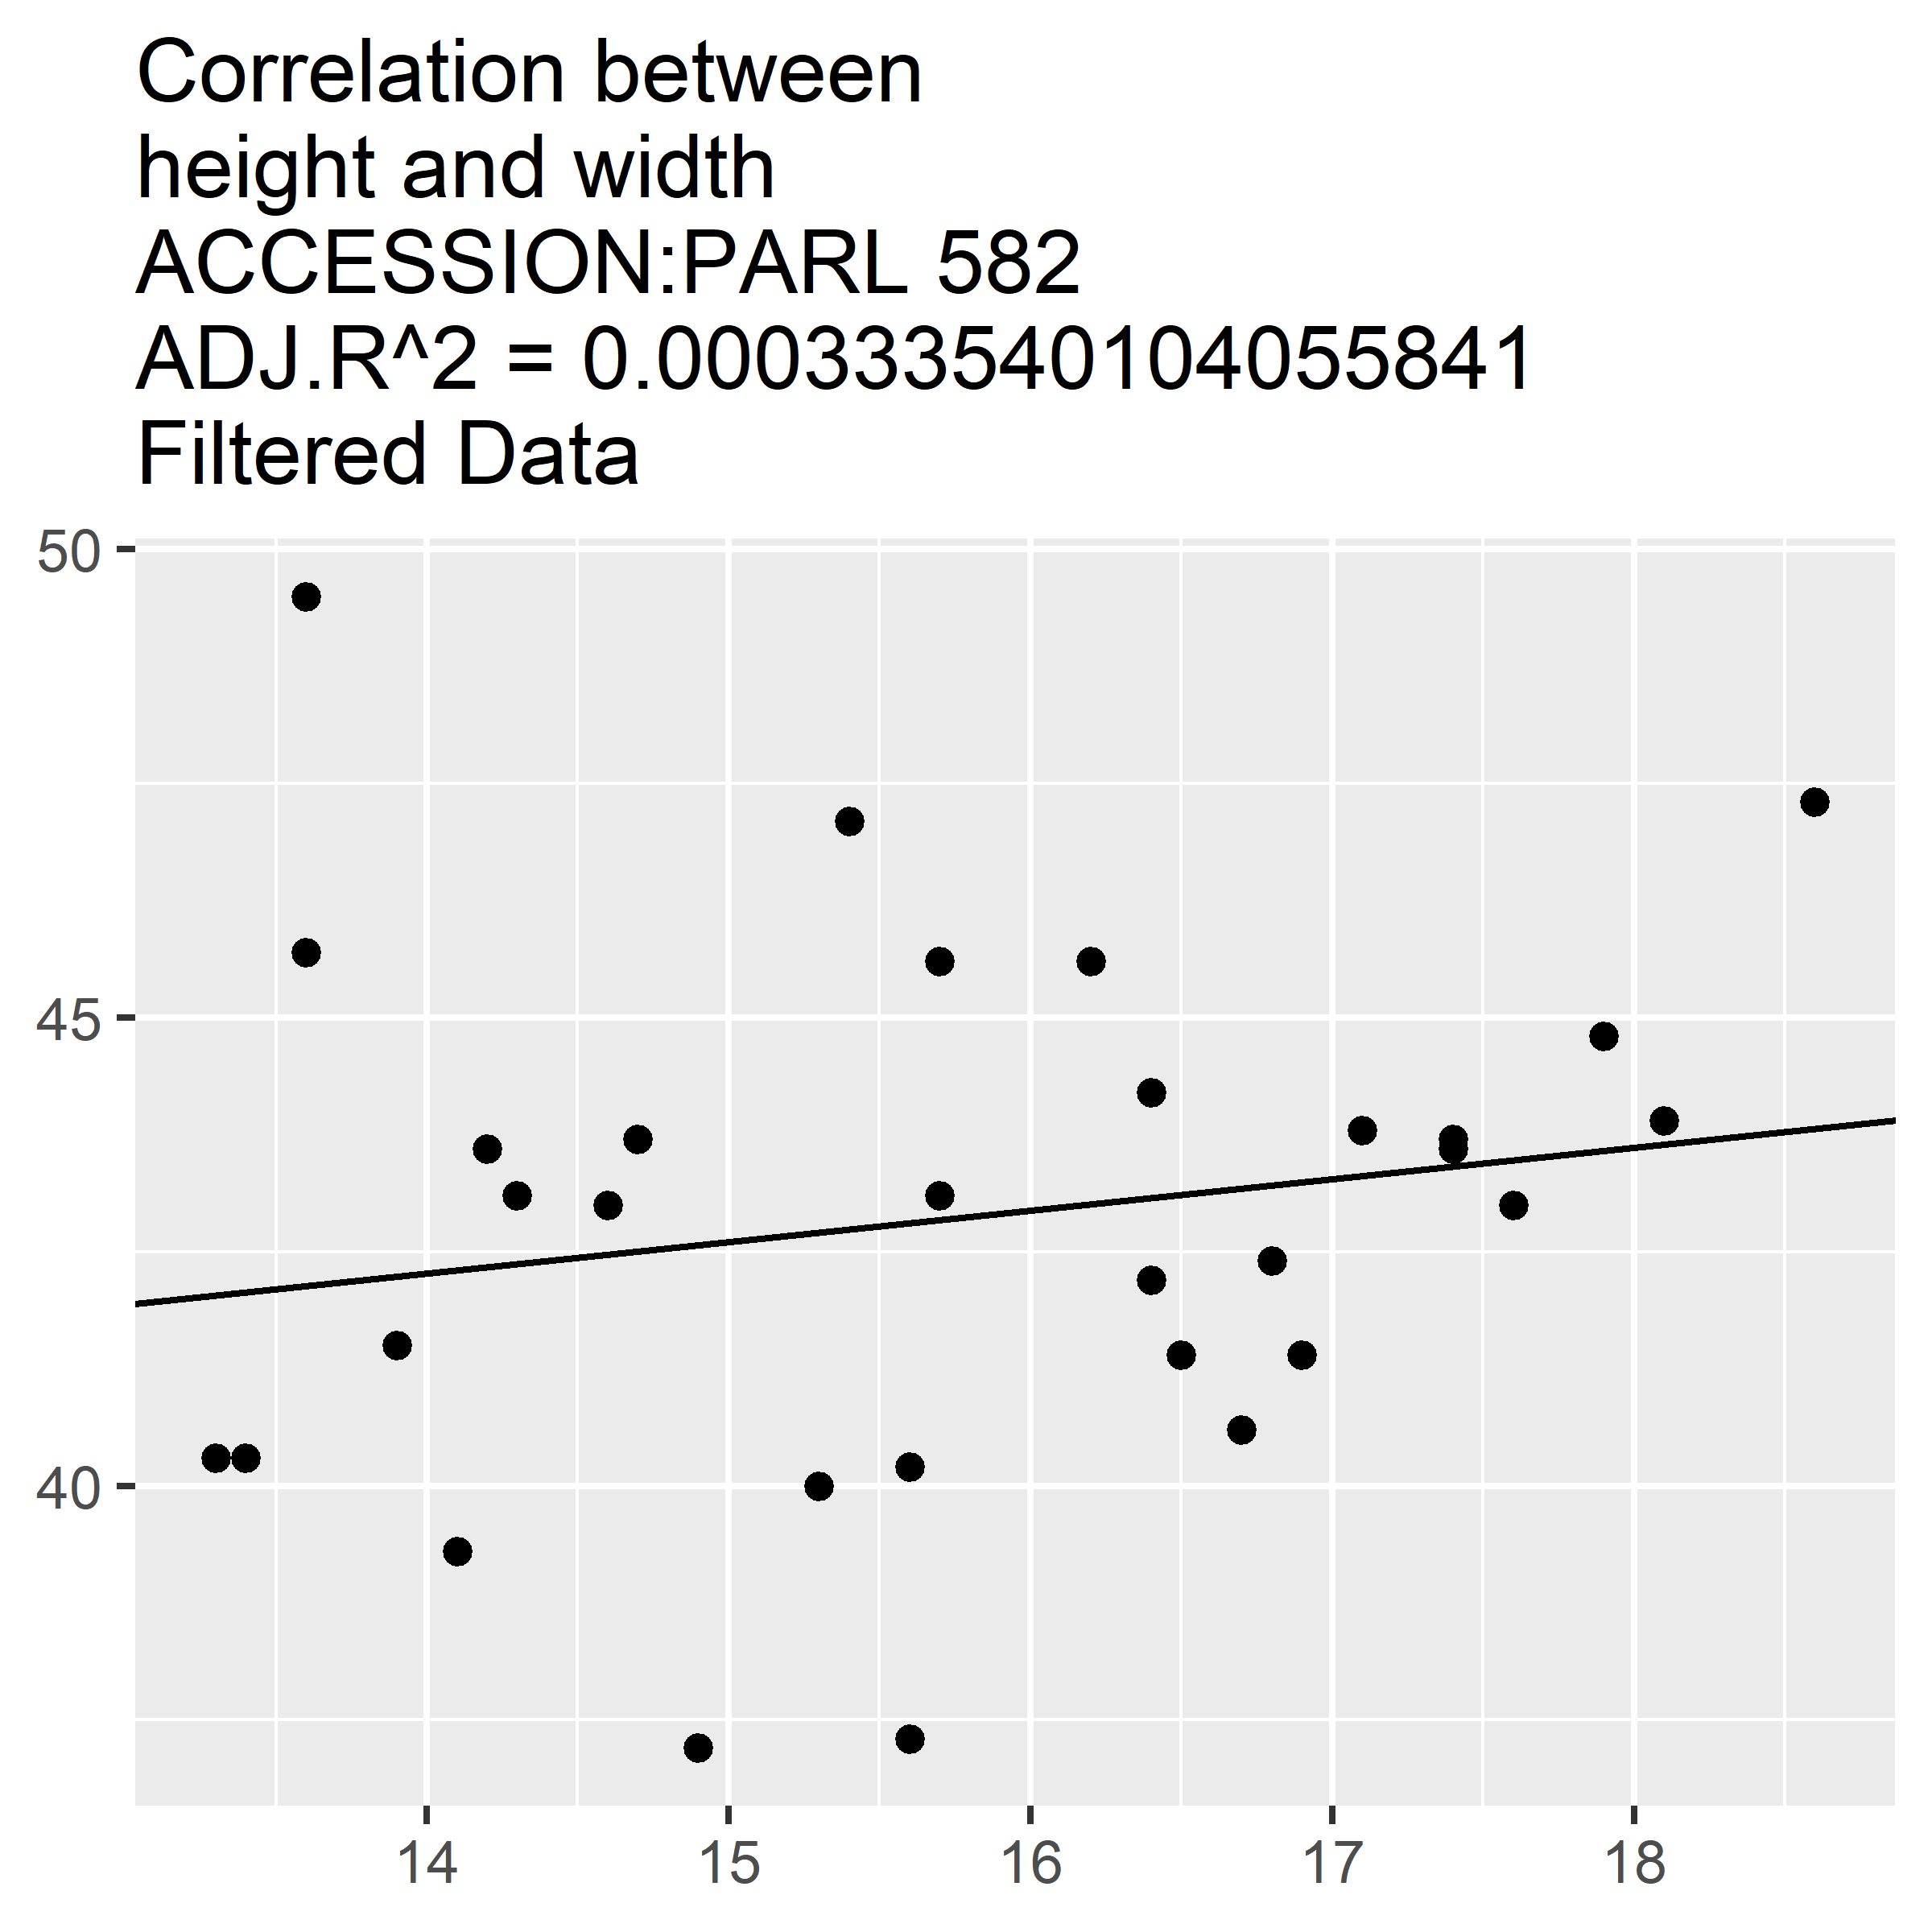 Correlation between
height and width
ACCESSION:PARL 582
ADJ.R^2 = 0.000333540104055841
Filtered Data
50
45
40
14 15 16 17 18